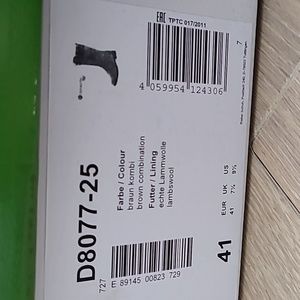 EAC
TPTC 017/2011
4 059954 124306
7
D8077-25
Farbe / Colour
braun kombi
brown combination
Futter / Lining
echte Lammwolle
lambswool
EUR UK US
41 7½ 9½
41
727
E 89145 00823 729